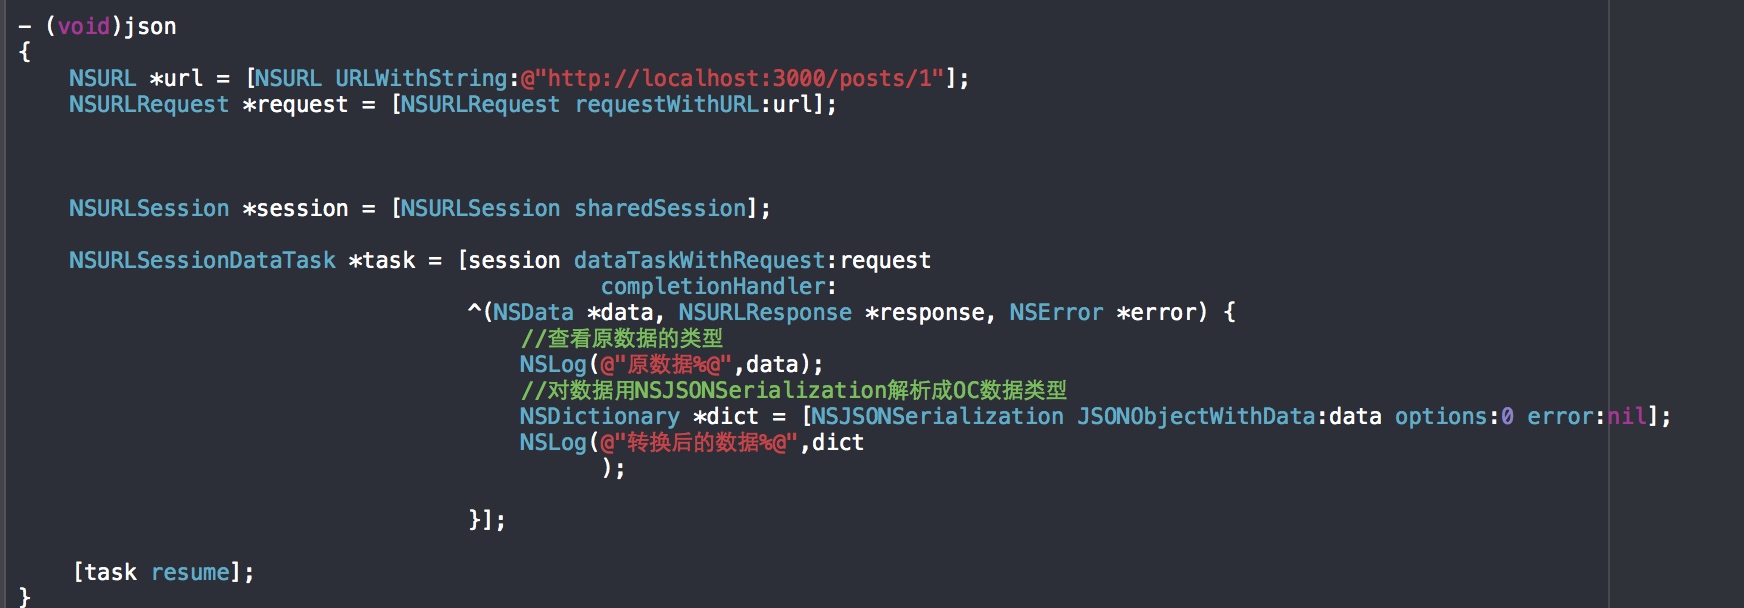 - (void)json
{
NSURL *url = [NSURL URLWithString:@"http://localhost:3000/posts/1"];
NSURLRequest *request = [NSURLRequest requestWithURL:url];
NSURLSession *session = [NSURLSession sharedSession];
NSURLSessionDataTask *task = [session dataTaskWithRequest:request
completionHandler:
^(NSData *data, NSURLResponse *response, NSError *error) {
//查看原数据的类型
NSLog(@"原数据%@",data);
//对数据用NSJSONSerialization解析成OC数据类型
NSDictionary *dict = [NSJSONSerialization JSONObjectWithData:data options:0 error:nil];
NSLog(@"转换后的数据%@",dict
);
}];
[task resume];
}